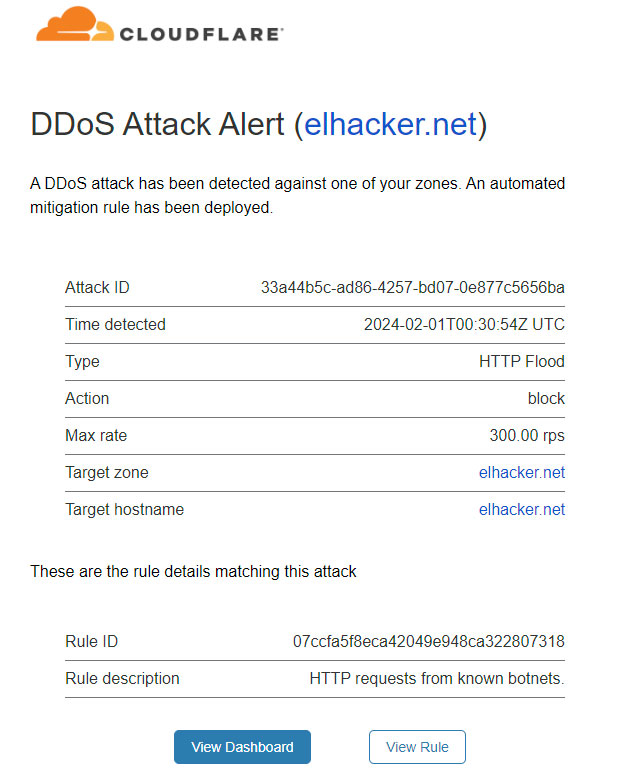 CLOUDFLARE
DDoS Attack Alert (elhacker.net)
A DDoS attack has been detected against one of your zones. An automated
mitigation rule has been deployed.
Attack ID 33a44b5c-ad86-4257-bd07-0e877c5656ba
Time detected 2024-02-01T00:30:54Z UTC
Type HTTP Flood
Action block
Max rate 300.00 rps
Target zone elhacker.net
Target hostname elhacker.net
These are the rule details matching this attack
Rule ID 07ccfa5f8eca42049e948ca322807318
Rule description HTTP requests from known botnets.
View Dashboard View Rule